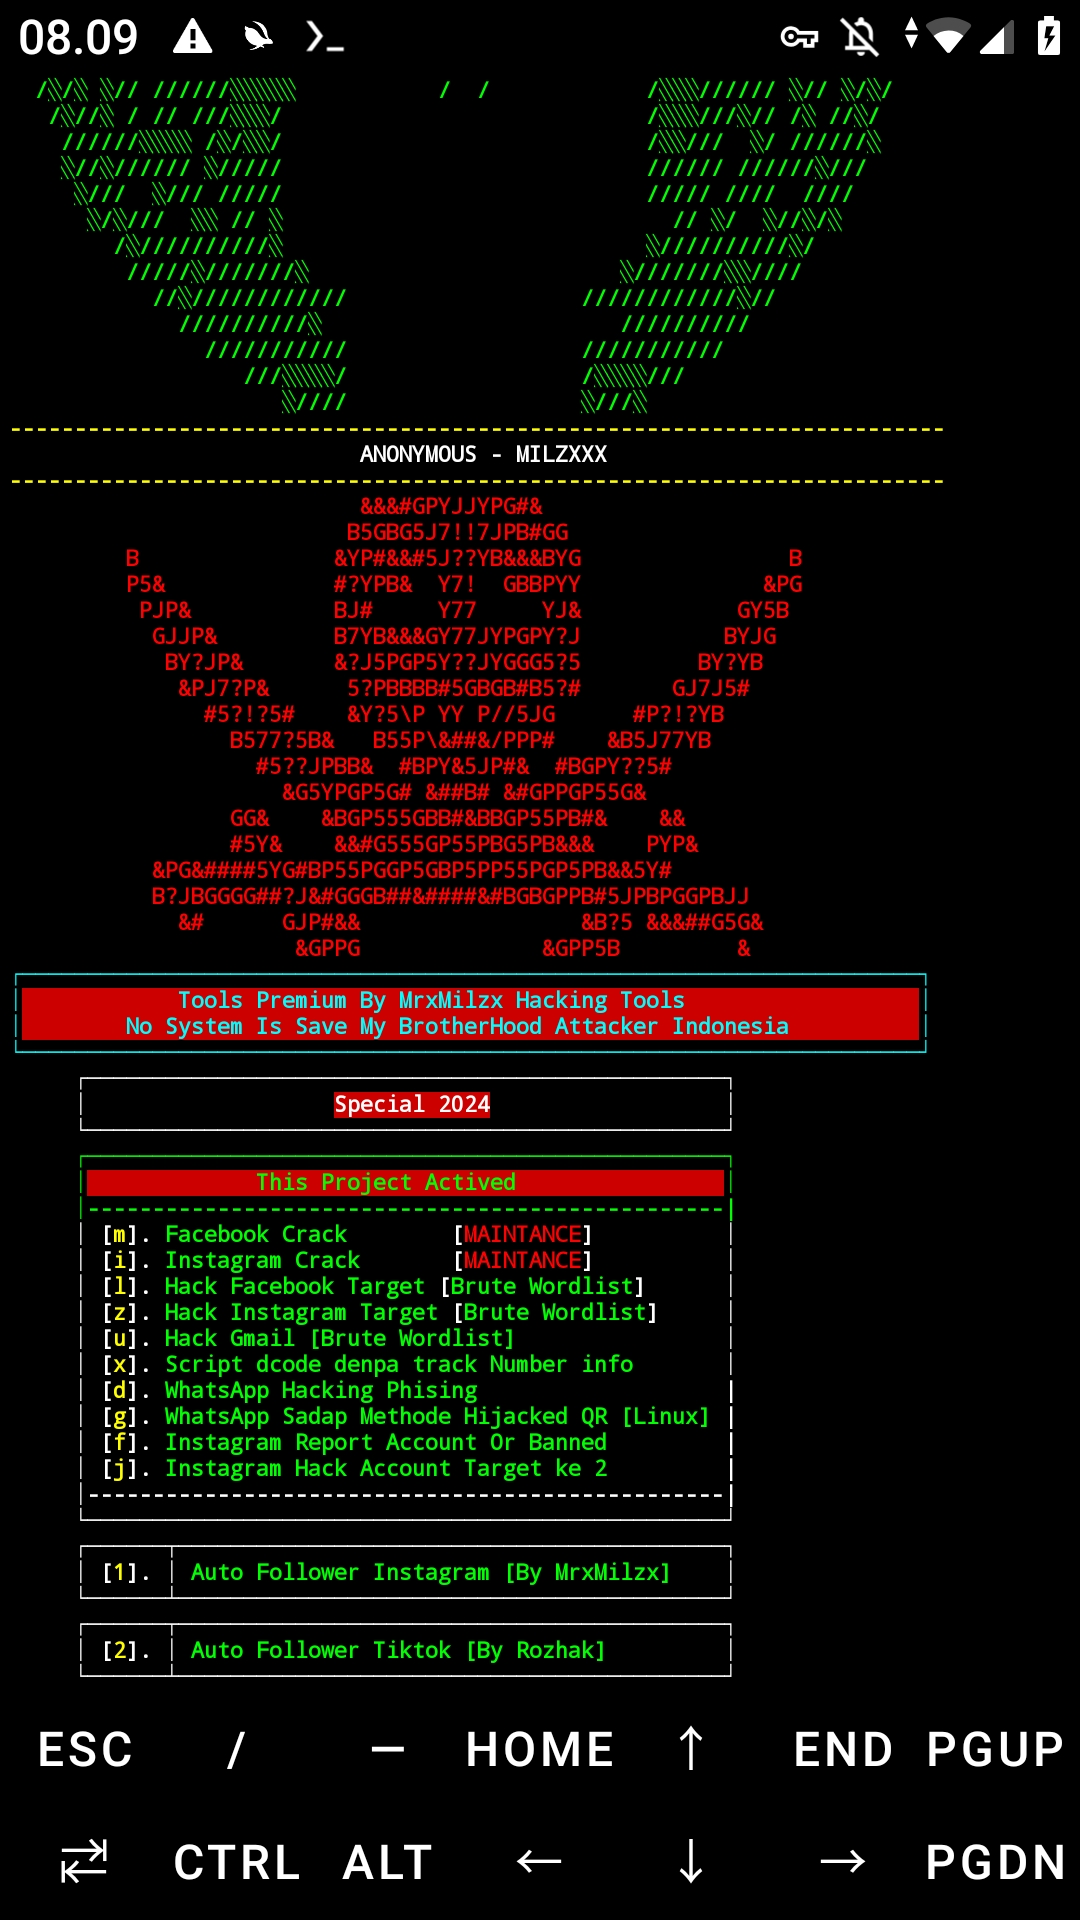 08.09
ANONYMOUS - MILZXXX
&&&#GPYJJYPG#&
B5GBG5J7!!7JPB#GG
B &YP#&&#5J??YB&&&BYG B
P5& #?YPB& Y7! GBBPYY &PG
PJP& BJ# Y77 YJ& GY5B
GJJP& B7YB&&&GY77JYPGPY?J BYJG
BY?JP& &?J5PGP5Y??JYGGG5?5 BY?YB
&PJ7?P& 5?PBBBB#5GBGB#B5?# GJ7J5#
#5?!?5# &Y?5\P YY P//5JG #P?!?YB
B577?5B& B55P\&##&/PPP# &B5J77YB
#5??JPBB& #BPY&5JP#& #BGPY??5#
&G5YPGP5G# &##B# &#GPPGP55G&
GG& &BGP555GBB#&BBGP55PB#& &&
#5Y& &&#G555GP55PBG5PB&&& PYP&
&PG&####5YG#BP55PGGP5GBP5PP55PGP5PB&&5Y#
B?JBGGGG##?J&#GGGB##&####&#BGBGPPB#5JPBPGGPBJJ
&# GJP#&& &B?5 &&&##G5G&
&GPPG &GPP5B &
Tools Premium By MrxMilzx Hacking Tools
No System Is Save My BrotherHood Attacker Indonesia
Special 2024
This Project Actived
[m]. Facebook Crack [MAINTANCE]
[i]. Instagram Crack [MAINTANCE]
[l]. Hack Facebook Target [Brute Wordlist]
[z]. Hack Instagram Target [Brute Wordlist]
[u]. Hack Gmail [Brute Wordlist]
[x]. Script dcode denpa track Number info
[d]. WhatsApp Hacking Phising
[g]. WhatsApp Sadap Methode Hijacked QR [Linux]
[f]. Instagram Report Account Or Banned
[j]. Instagram Hack Account Target ke 2
[1]. Auto Follower Instagram [By MrxMilzx]
[2]. Auto Follower Tiktok [By Rozhak]
ESC / — HOME ↑ END PGUP
⇄ CTRL ALT ← ↓ → PGDN